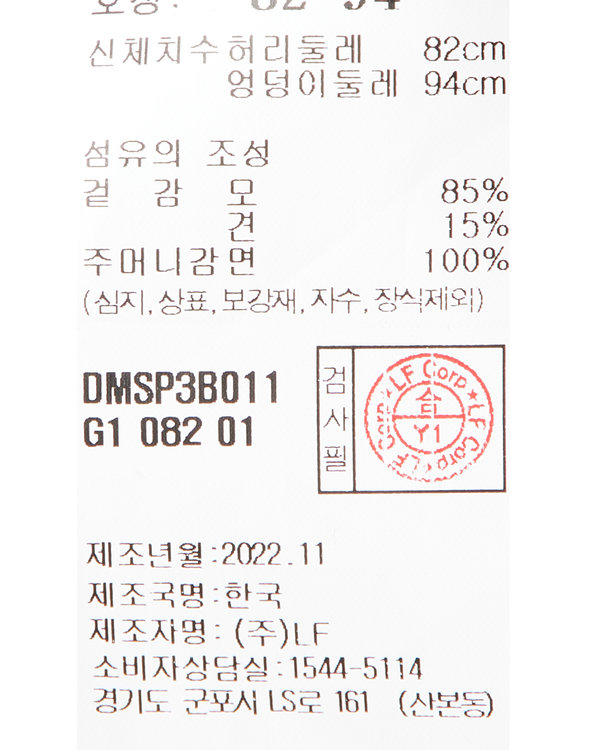 호칭: 82-94
신체치수 허리둘레 82cm
엉덩이둘레 94cm
섬유의 조성
겉 감 모 85%
견 15%
주머니감 면 100%
(심지, 상표, 보강재, 자수, 장식제외)
DMSP3B011
G1 082 01
검사필
LF Corp★LF Corp★LF Corp★
合
Y1
제조년월:2022.11
제조국명:한국
제조자명: (주)LF
소비자상담실:1544-5114
경기도 군포시 LS로 161 (산본동)